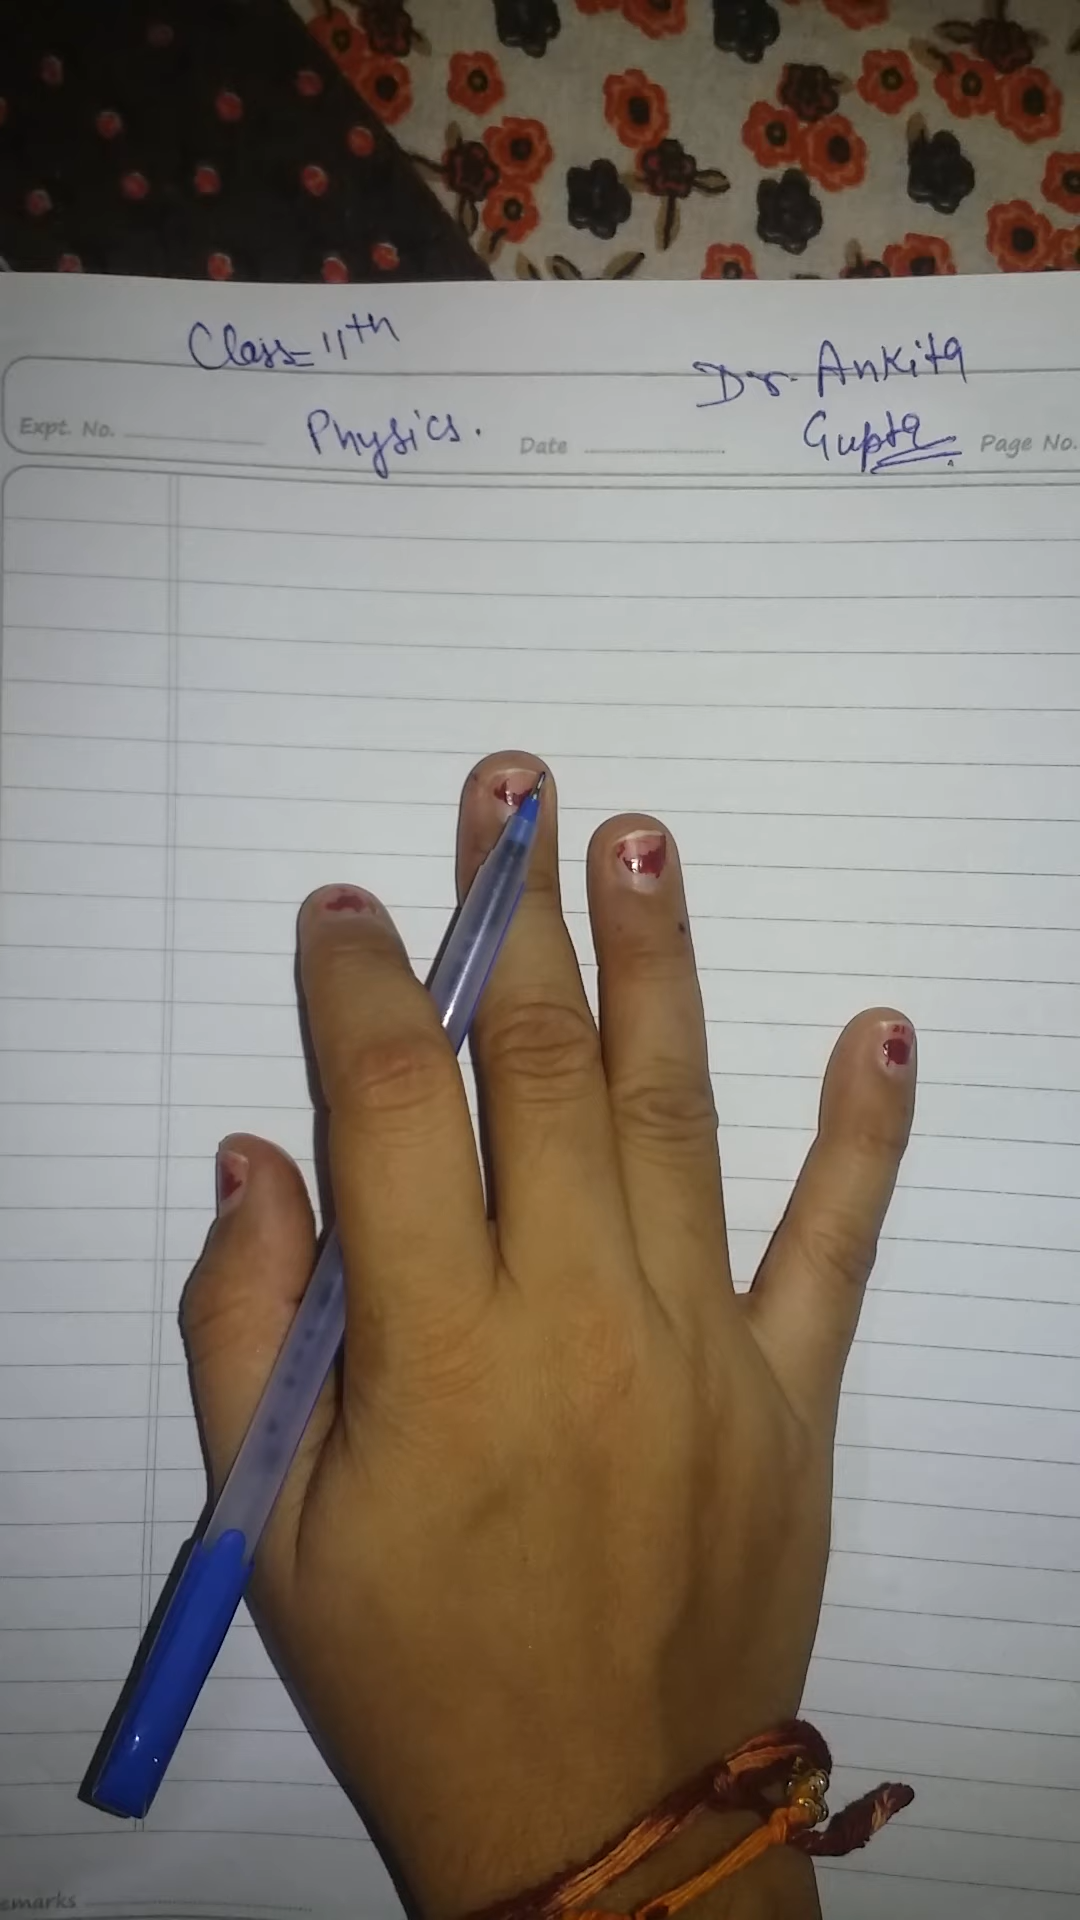 Class- 11th
Dr. Ankita
Expt. No. Physics. Date Gupta Page No.
emarks